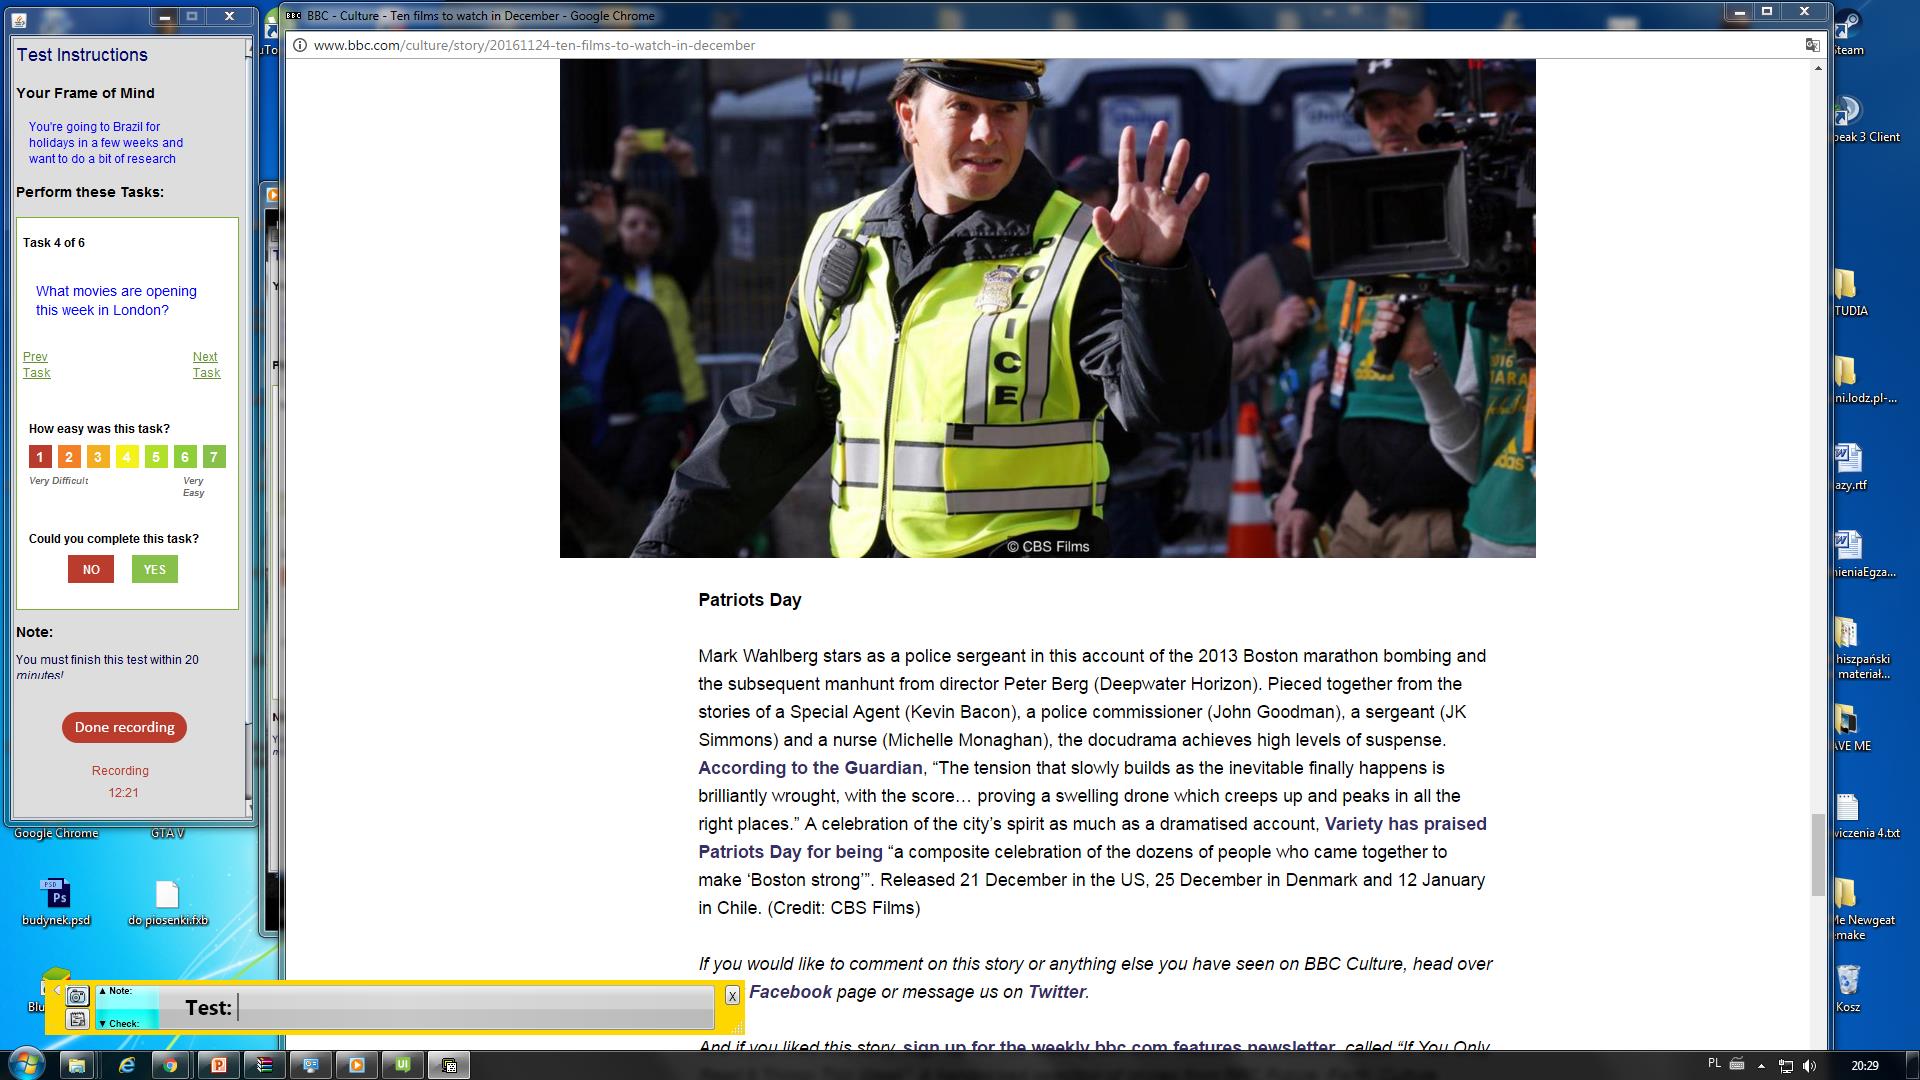 BBC - Culture - Ten films to watch in December - Google Chrome
www.bbc.com/culture/story/20161124-ten-films-to-watch-in-december
Test Instructions
Your Frame of Mind
You're going to Brazil for
holidays in a few weeks and
want to do a bit of research
Perform these Tasks:
Task 4 of 6
What movies are opening
this week in London?
Prev Task
Next Task
How easy was this task?
1 2 3 4 5 6 7
Very Difficult
Very Easy
Could you complete this task?
NO YES
Note:
You must finish this test within 20
minutes!
Done recording
Recording
12:21
POLICE
© CBS Films
Patriots Day
Mark Wahlberg stars as a police sergeant in this account of the 2013 Boston marathon bombing and
the subsequent manhunt from director Peter Berg (Deepwater Horizon). Pieced together from the
stories of a Special Agent (Kevin Bacon), a police commissioner (John Goodman), a sergeant (JK
Simmons) and a nurse (Michelle Monaghan), the docudrama achieves high levels of suspense.
According to the Guardian, “The tension that slowly builds as the inevitable finally happens is
brilliantly wrought, with the score… proving a swelling drone which creeps up and peaks in all the
right places.” A celebration of the city’s spirit as much as a dramatised account, Variety has praised
Patriots Day for being “a composite celebration of the dozens of people who came together to
make ‘Boston strong’”. Released 21 December in the US, 25 December in Denmark and 12 January
in Chile. (Credit: CBS Films)
If you would like to comment on this story or anything else you have seen on BBC Culture, head over
Facebook page or message us on Twitter.
And if you liked this story, sign up for the weekly bbc.com features newsletter, called “If You Only
Google Chrome
GTA V
budynek.psd
do piosenki.fxb
Steam
peak 3 Client
TUDIA
ni.lodz.pl-...
azy.rtf
nieniaEgza...
hiszpański
materiał...
AVE ME
wiczenia 4.txt
Me Newgeat
emake
Kosz
▲ Note:
▼ Check:
Test:
x
PL
20:29